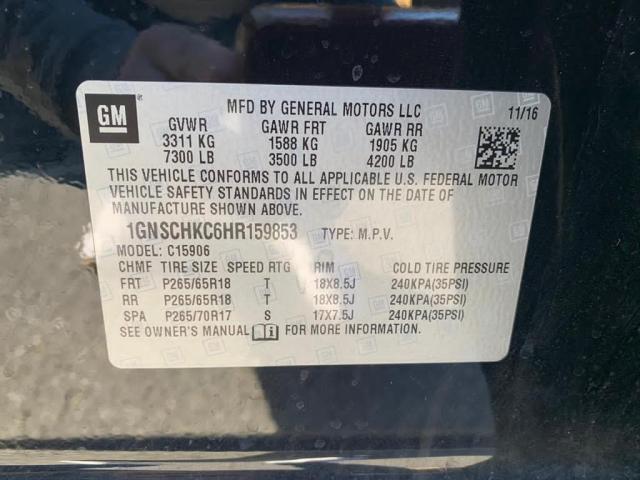 GM
MFD BY GENERAL MOTORS LLC 11/16
GVWR GAWR FRT GAWR RR
3311 KG 1588 KG 1905 KG
7300 LB 3500 LB 4200 LB
THIS VEHICLE CONFORMS TO ALL APPLICABLE U.S. FEDERAL MOTOR
VEHICLE SAFETY STANDARDS IN EFFECT ON THE DATE OF
MANUFACTURE SHOWN ABOVE.
1GNSCHKC6HR159853 TYPE: M.P.V.
MODEL: C15906
CHMF TIRE SIZE SPEED RTG RIM COLD TIRE PRESSURE
FRT P265/65R18 T 18X8.5J 240KPA(35PSI)
RR P265/65R18 T 18X8.5J 240KPA(35PSI)
SPA P265/70R17 S 17X7.5J 240KPA(35PSI)
SEE OWNER'S MANUAL FOR MORE INFORMATION.